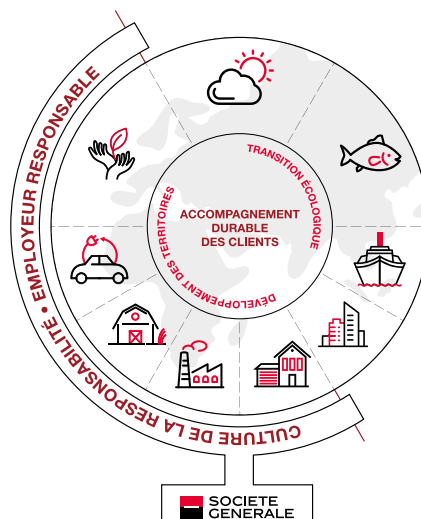 EMPLOYEUR RESPONSABLE •
CULTURE DE LA RESPONSABILITÉ
TRANSITION ÉCOLOGIQUE
DÉVELOPPEMENT DES TERRITOIRES
ACCOMPAGNEMENT
DURABLE
DES CLIENTS
SOCIETE
GENERALE